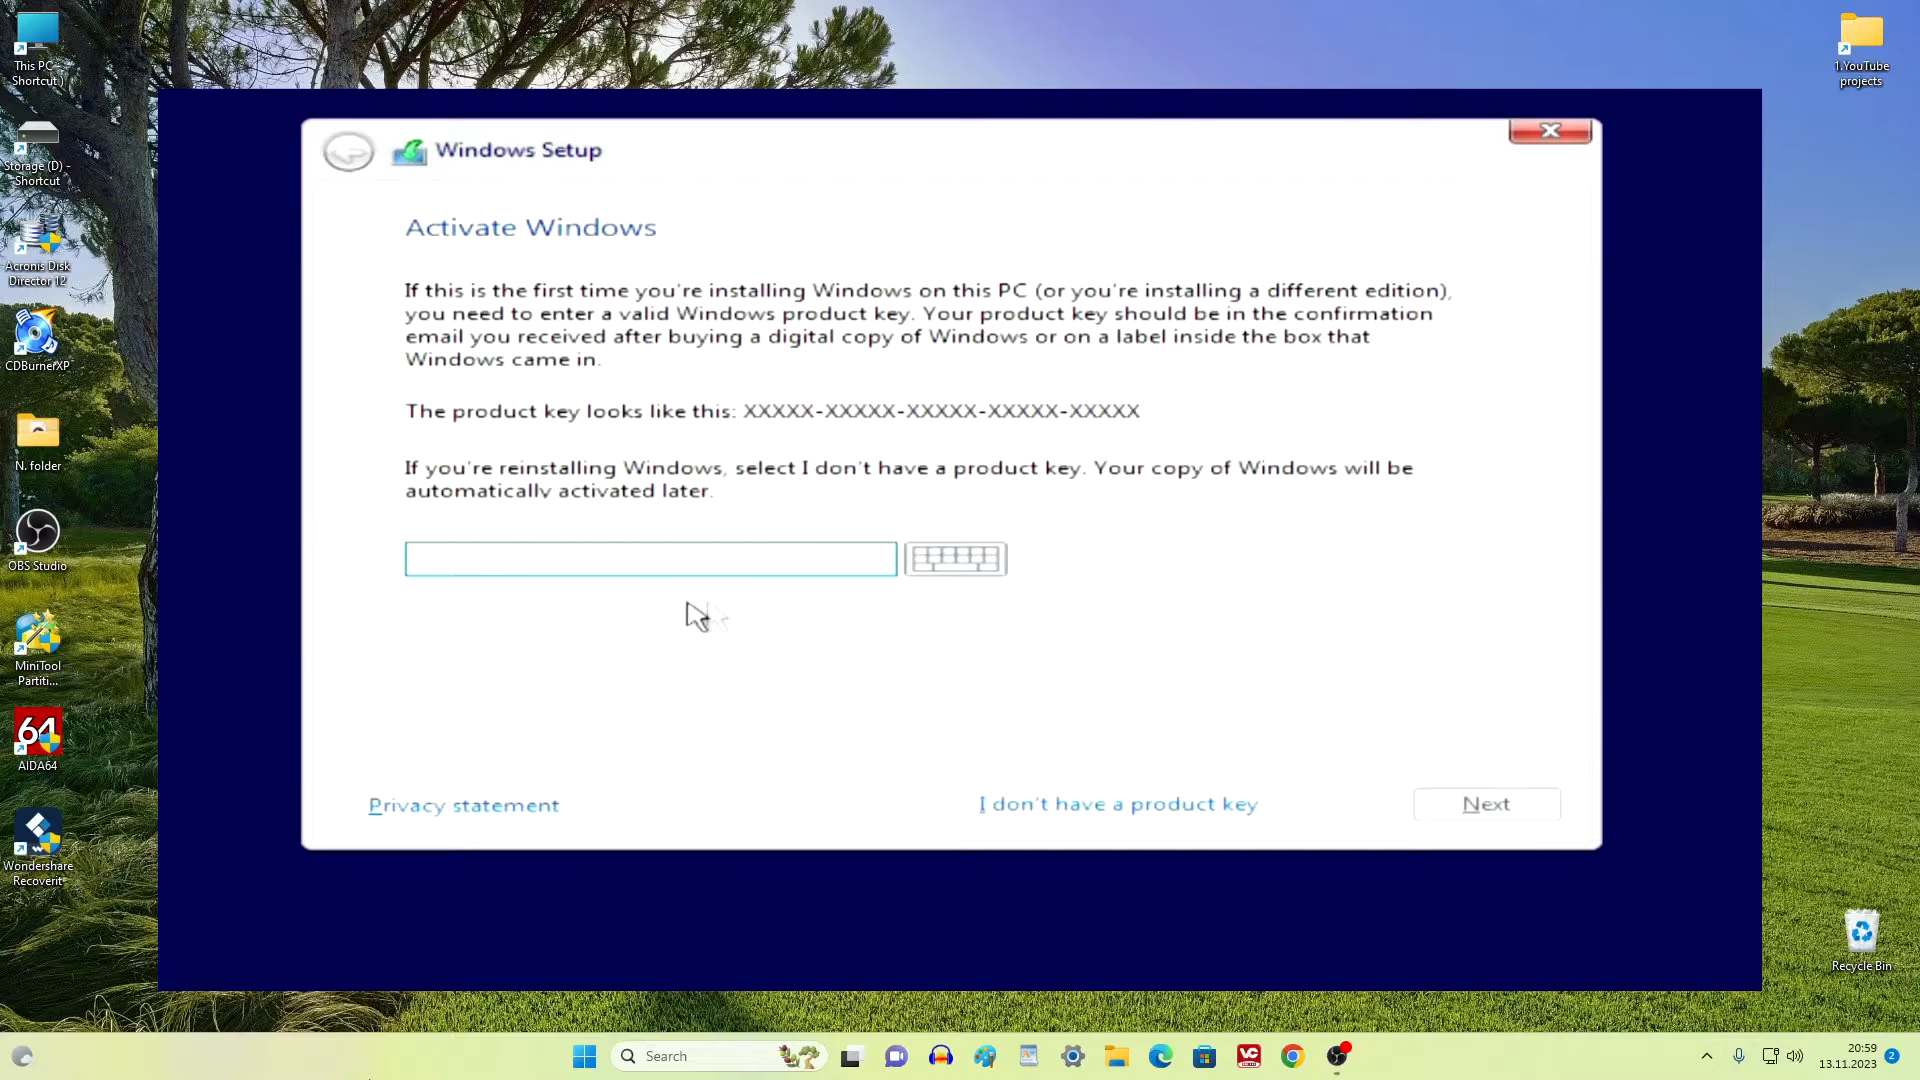 This PC -
Shortcut
1.YouTube
projects
Windows Setup
Storage (D) -
Shortcut
Activate Windows
Acronis Disk
Director 12
If this is the first time you're installing Windows on this PC (or you're installing a different edition),
you need to enter a valid Windows product key. Your product key should be in the confirmation
email you received after buying a digital copy of Windows or on a label inside the box that
Windows came in.
CDBurnerXP
The product key looks like this: XXXXX-XXXXX-XXXXX-XXXXX-XXXXX
N. folder
If you're reinstalling Windows, select I don't have a product key. Your copy of Windows will be
automatically activated later.
OBS Studio
MiniTool
Partiti...
64
AIDA64
Privacy statement
I don't have a product key
Next
Wondershare
Recoverit
Recycle Bin
Search
VC
20:59
13.11.2023
2